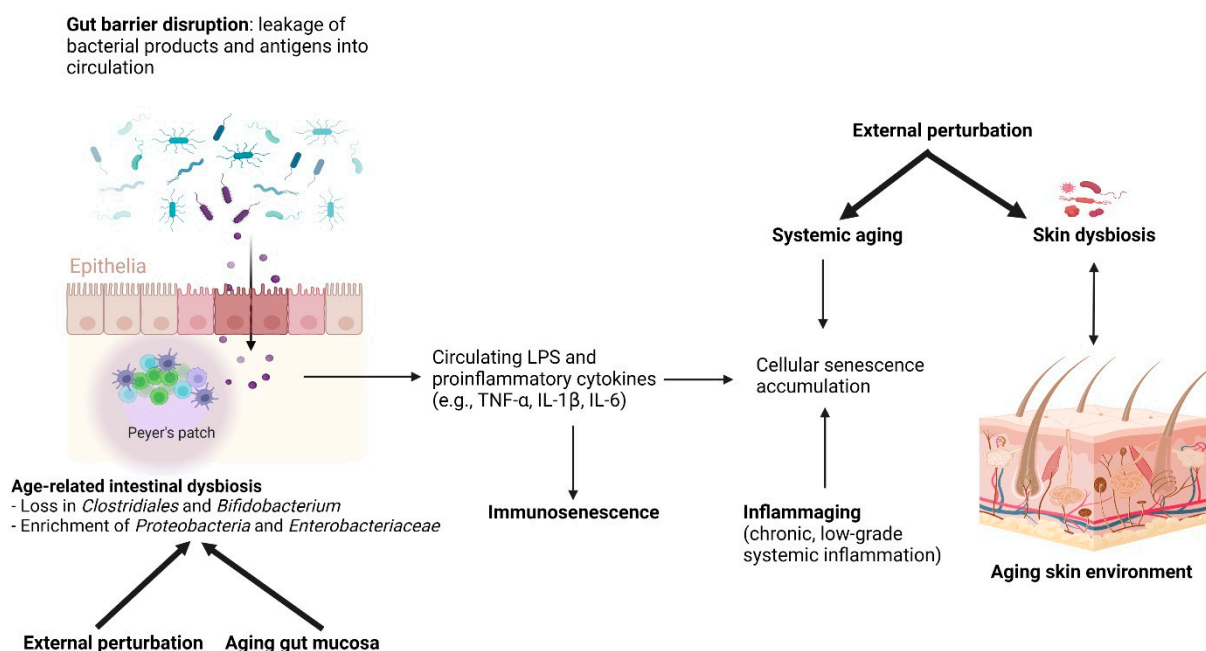 Gut barrier disruption: leakage of
bacterial products and antigens into
circulation
External perturbation
Systemic aging
Skin dysbiosis
Epithelia
Circulating LPS and
proinflammatory cytokines
(e.g., TNF-α, IL-1β, IL-6)
Cellular senescence
accumulation
Peyer's patch
Age-related intestinal dysbiosis
- Loss in Clostridiales and Bifidobacterium
- Enrichment of Proteobacteria and Enterobacteriaceae
Immunosenescence
Inflammaging
(chronic, low-grade
systemic inflammation)
Aging skin environment
External perturbation
Aging gut mucosa